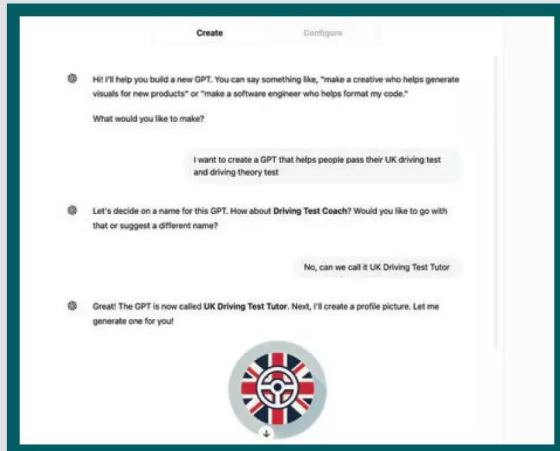 Create
Configure
Hi! I'll help you build a new GPT. You can say something like, "make a creative who helps generate
visuals for new products" or "make a software engineer who helps format my code."
What would you like to make?
I want to create a GPT that helps people pass their UK driving test
and driving theory test
Let's decide on a name for this GPT. How about Driving Test Coach? Would you like to go with
that or suggest a different name?
No, can we call it UK Driving Test Tutor
Great! The GPT is now called UK Driving Test Tutor. Next, I'll create a profile picture. Let me
generate one for you!